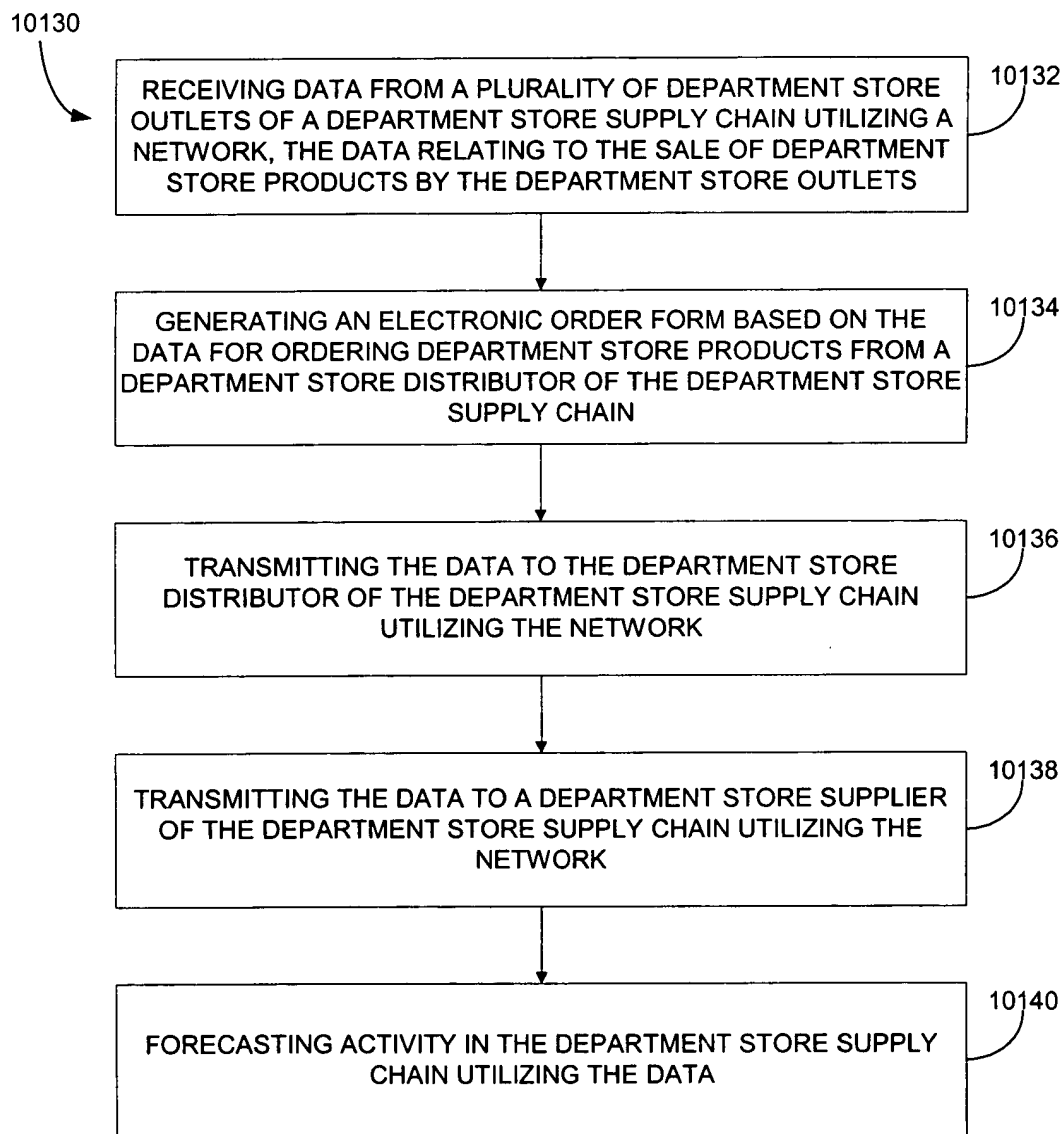 10130
10132
RECEIVING DATA FROM A PLURALITY OF DEPARTMENT STORE
OUTLETS OF A DEPARTMENT STORE SUPPLY CHAIN UTILIZING A
NETWORK, THE DATA RELATING TO THE SALE OF DEPARTMENT
STORE PRODUCTS BY THE DEPARTMENT STORE OUTLETS
10134
GENERATING AN ELECTRONIC ORDER FORM BASED ON THE
DATA FOR ORDERING DEPARTMENT STORE PRODUCTS FROM A
DEPARTMENT STORE DISTRIBUTOR OF THE DEPARTMENT STORE
SUPPLY CHAIN
10136
TRANSMITTING THE DATA TO THE DEPARTMENT STORE
DISTRIBUTOR OF THE DEPARTMENT STORE SUPPLY CHAIN
UTILIZING THE NETWORK
10138
TRANSMITTING THE DATA TO A DEPARTMENT STORE SUPPLIER
OF THE DEPARTMENT STORE SUPPLY CHAIN UTILIZING THE
NETWORK
10140
FORECASTING ACTIVITY IN THE DEPARTMENT STORE SUPPLY
CHAIN UTILIZING THE DATA